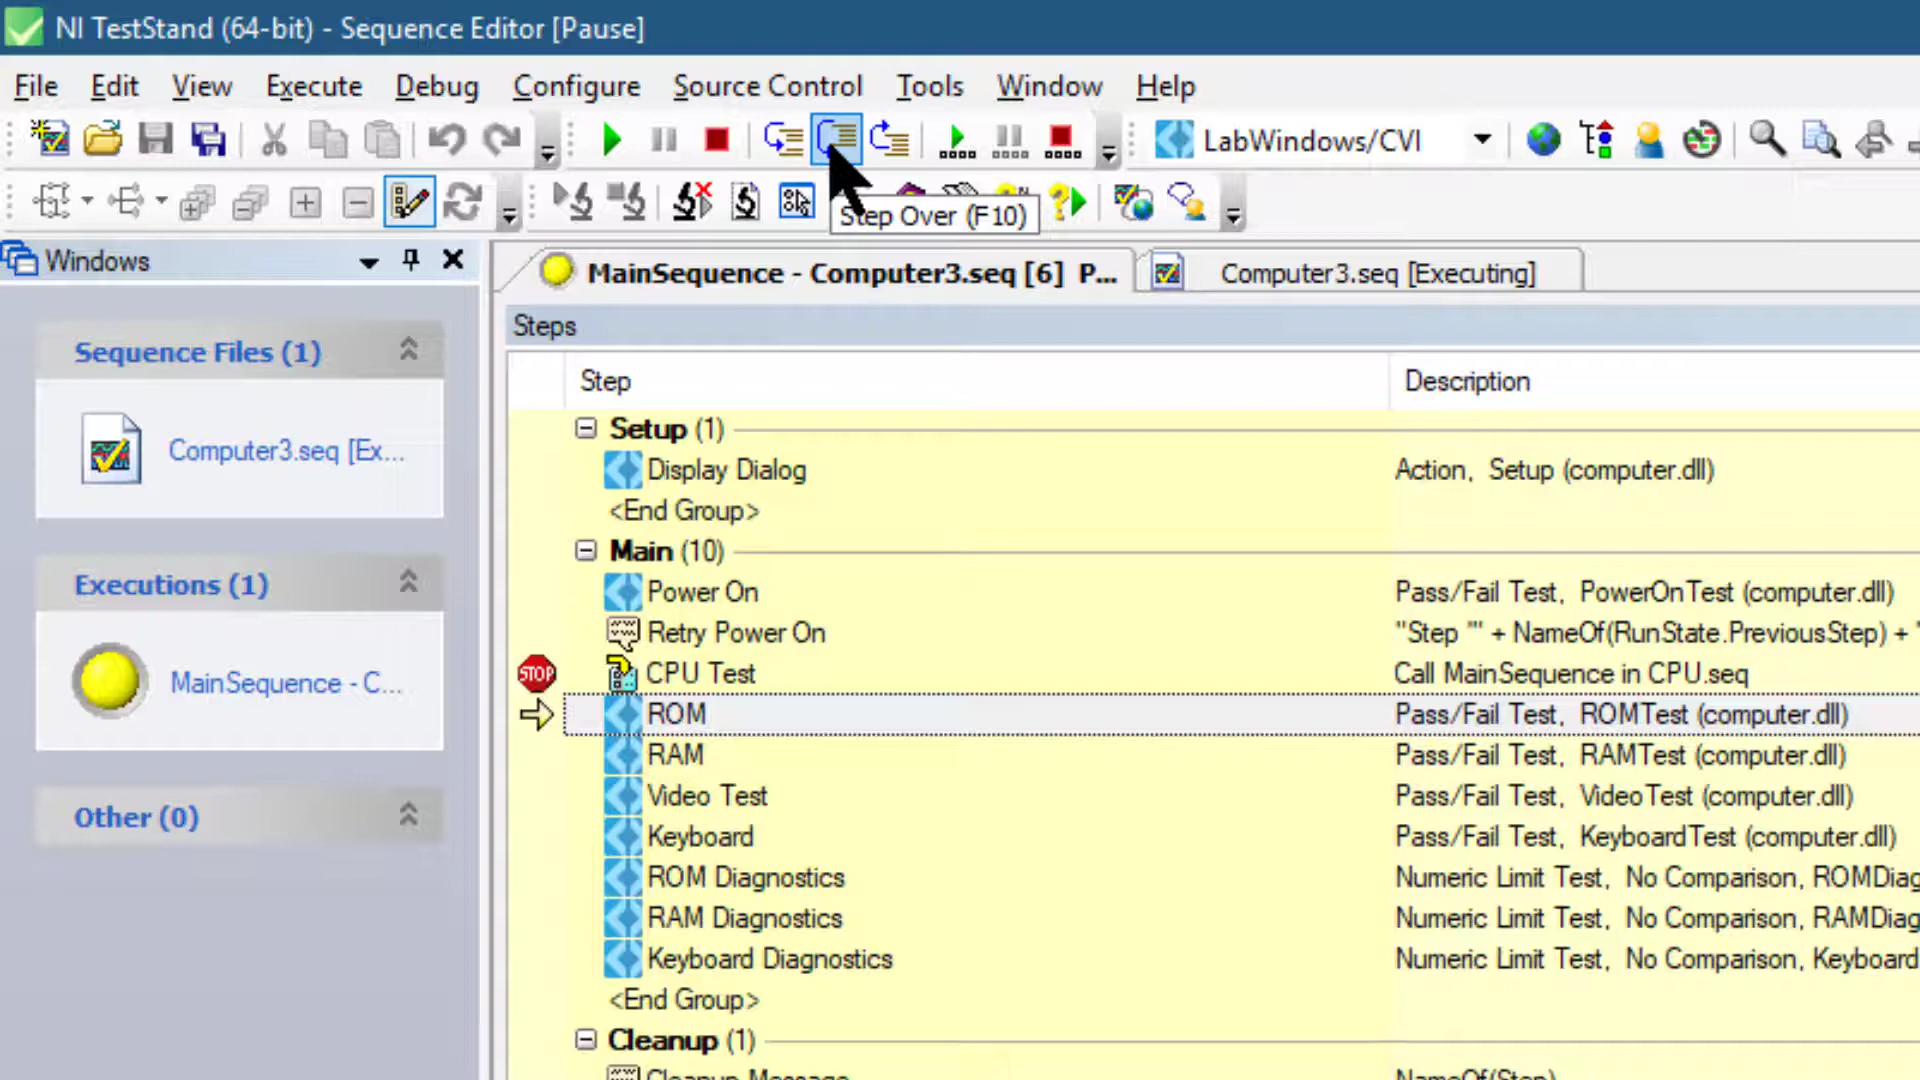 NI TestStand (64-bit) - Sequence Editor [Pause]
File Edit View Execute Debug Configure Source Control Tools Window Help
LabWindows/CVI
Step Over (F10)
Windows
MainSequence - Computer3.seq [6] P...
Computer3.seq [Executing]
Steps
Sequence Files (1)
Computer3.seq [Ex...
Executions (1)
MainSequence - C...
Other (0)
Step Description
Setup (1)
Display Dialog Action, Setup (computer.dll)
<End Group>
Main (10)
Power On Pass/Fail Test, PowerOnTest (computer.dll)
Retry Power On "Step '" + NameOf(RunState.PreviousStep) + "
STOP CPU Test Call MainSequence in CPU.seq
ROM Pass/Fail Test, ROMTest (computer.dll)
RAM Pass/Fail Test, RAMTest (computer.dll)
Video Test Pass/Fail Test, VideoTest (computer.dll)
Keyboard Pass/Fail Test, KeyboardTest (computer.dll)
ROM Diagnostics Numeric Limit Test, No Comparison, ROMDiag
RAM Diagnostics Numeric Limit Test, No Comparison, RAMDiag
Keyboard Diagnostics Numeric Limit Test, No Comparison, Keyboard
<End Group>
Cleanup (1)
Cleanup Message NameOf(Step)